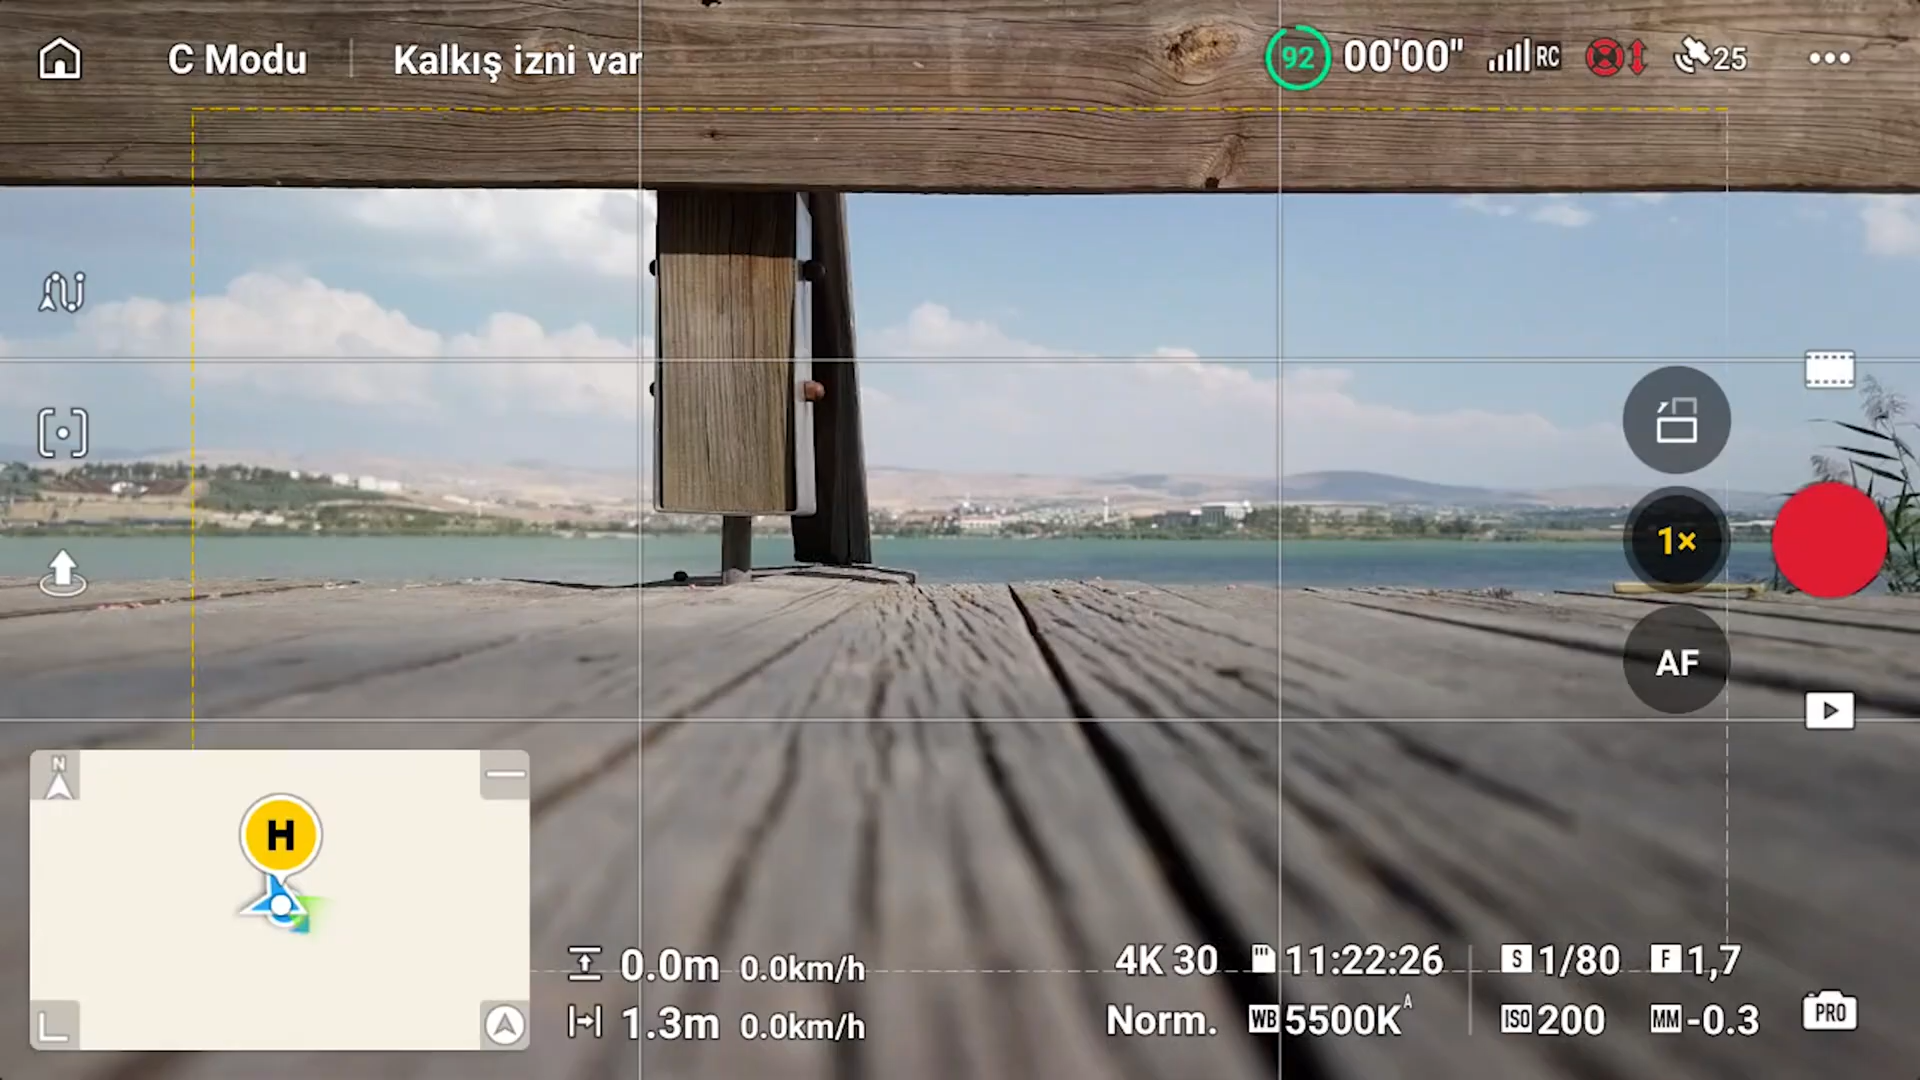 C Modu Kalkış izni var 92 00'00" RC 25
1×
AF
N
H
0.0m 0.0km/h 4K 30 11:22:26 S 1/80 F 1,7
1.3m 0.0km/h Norm. WB 5500K A ISO 200 MM -0.3 PRO